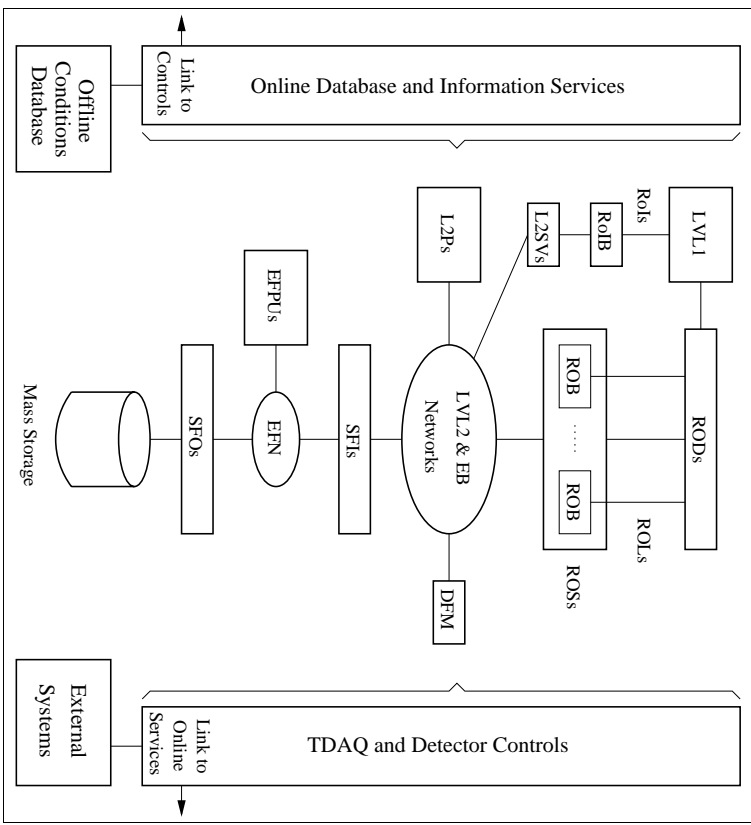 Online Database and Information Services
Link to
Controls
Offline
Conditions
Database
LVL1
RoIs
RoIB
L2SVs
L2Ps
EFPUs
RODs
ROLs
ROB
.....
ROB
ROSs
LVL2 & EB
Networks
DFM
SFIs
EFN
SFOs
Mass Storage
TDAQ and Detector Controls
Link to
Online
Services
External
Systems